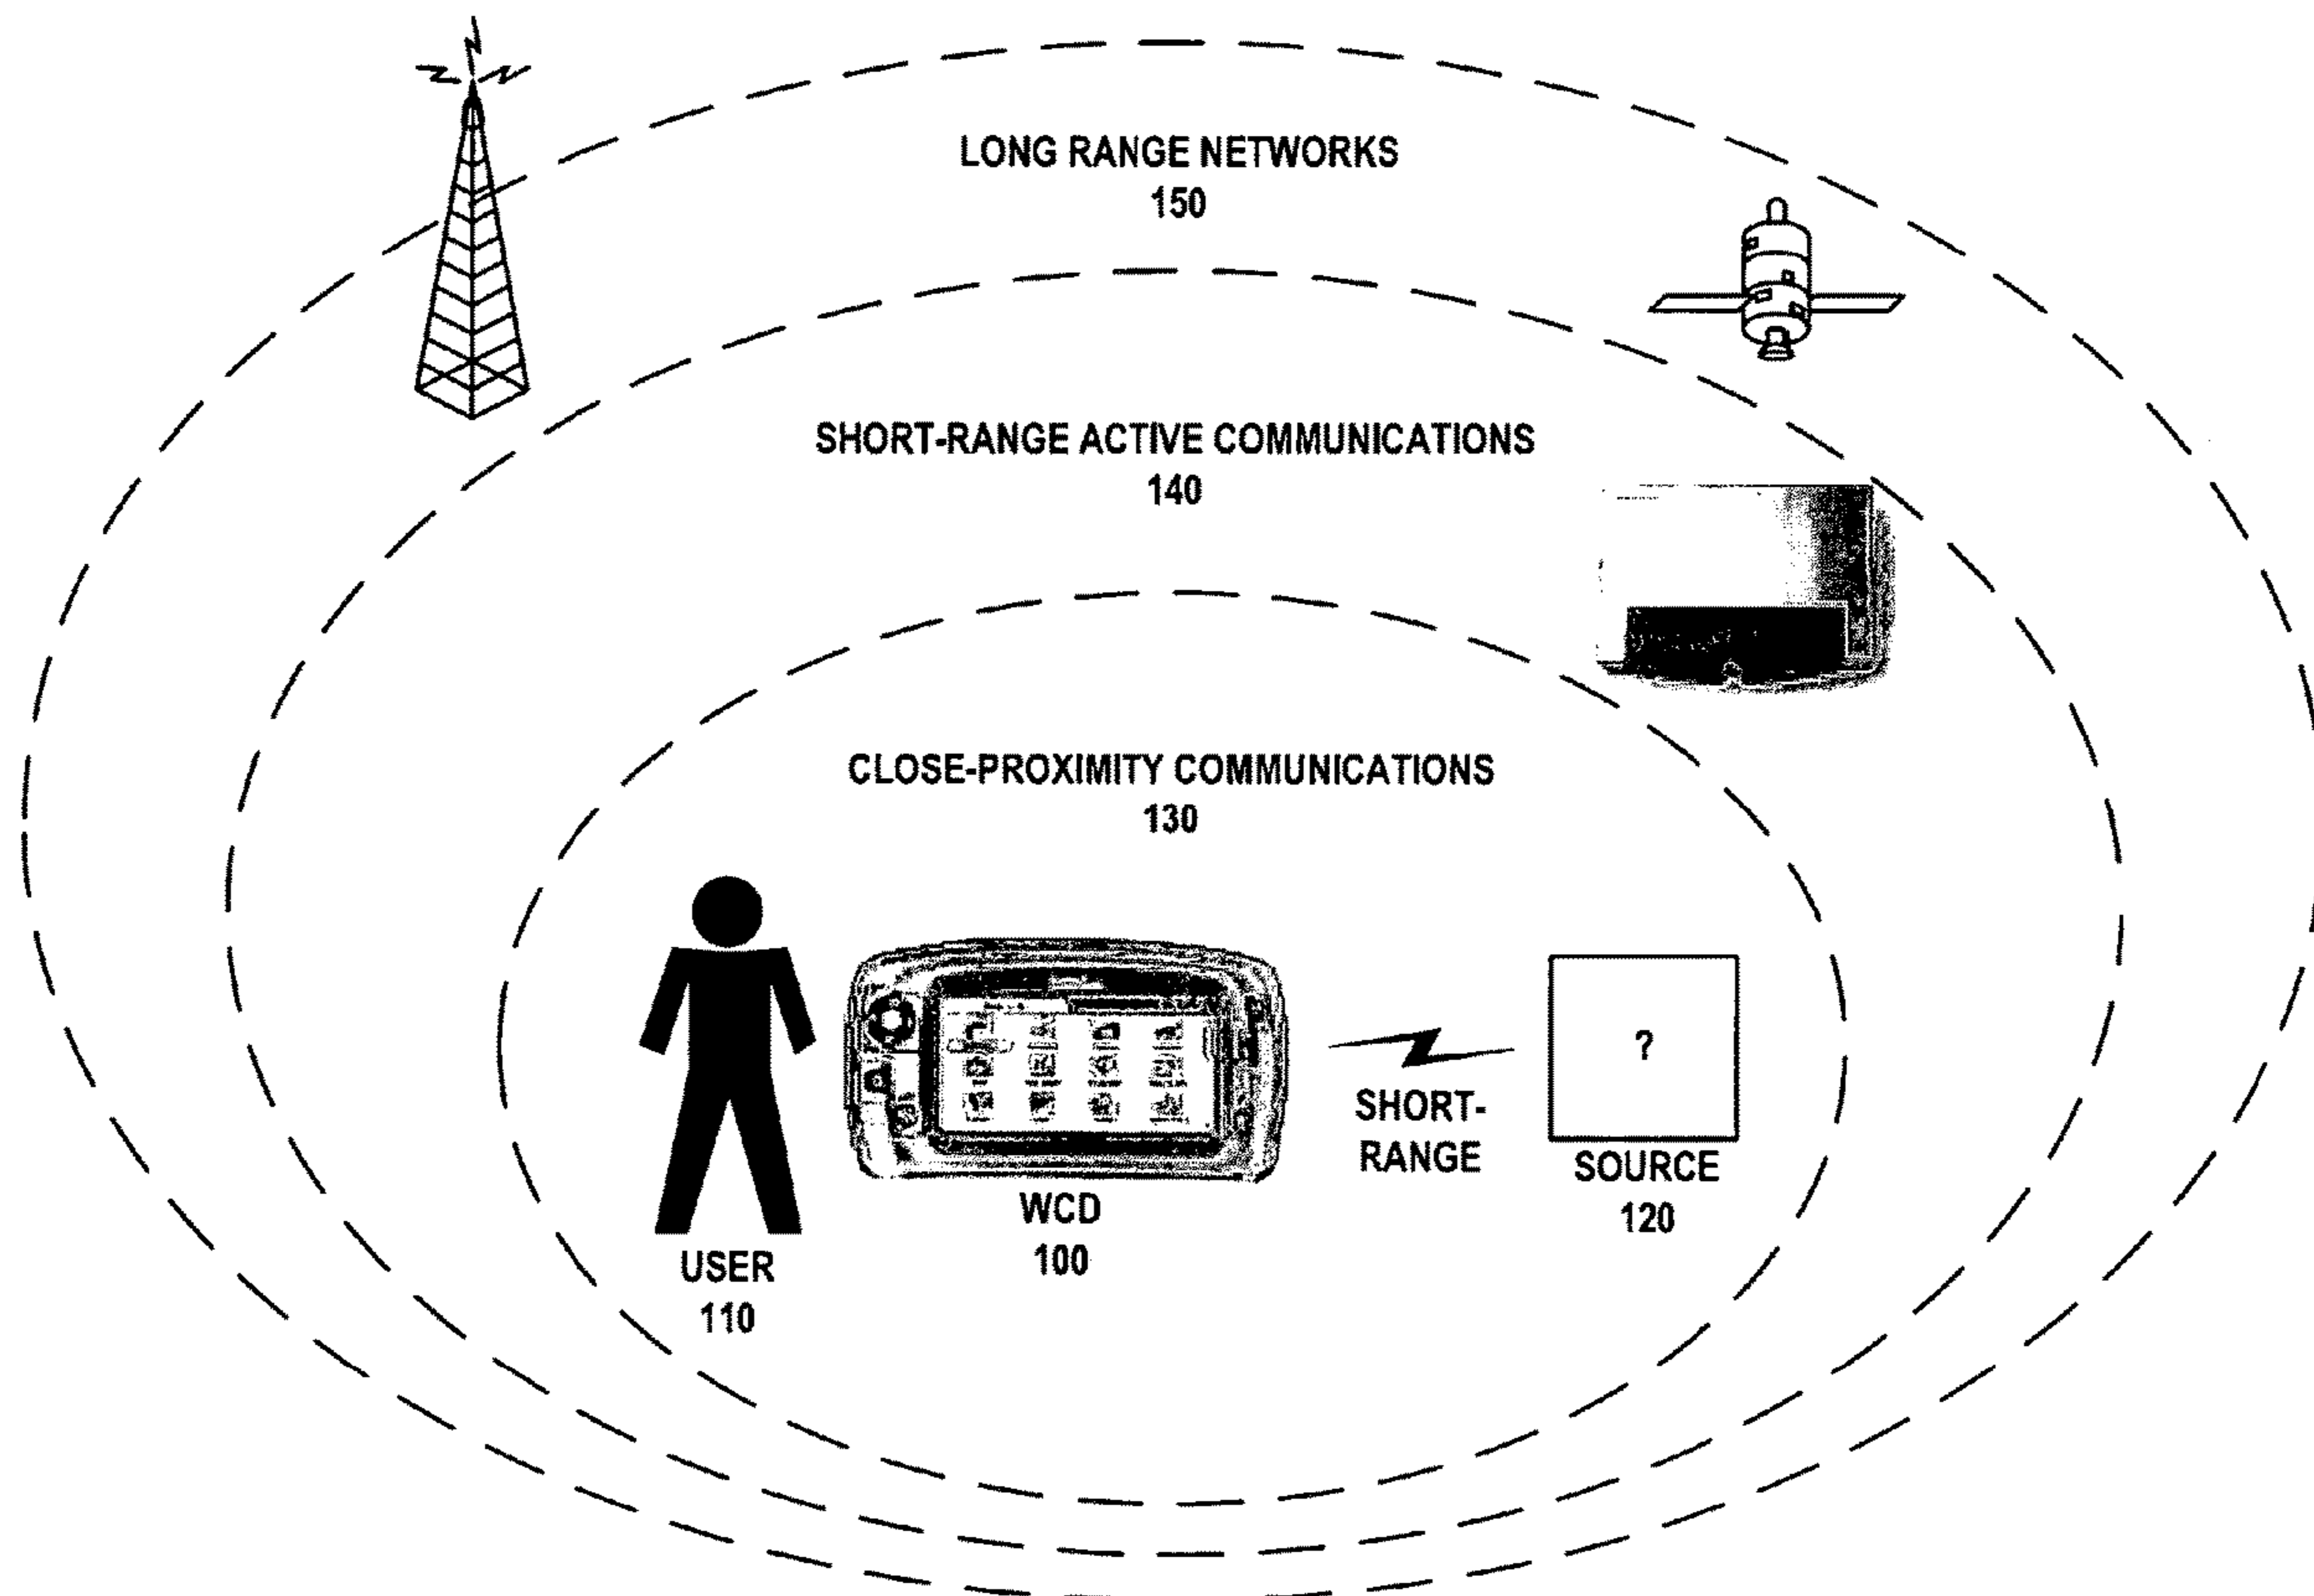 LONG RANGE NETWORKS
150
SHORT-RANGE ACTIVE COMMUNICATIONS
140
CLOSE-PROXIMITY COMMUNICATIONS
130
?
SHORT-
RANGE
SOURCE
120
WCD
100
USER
110